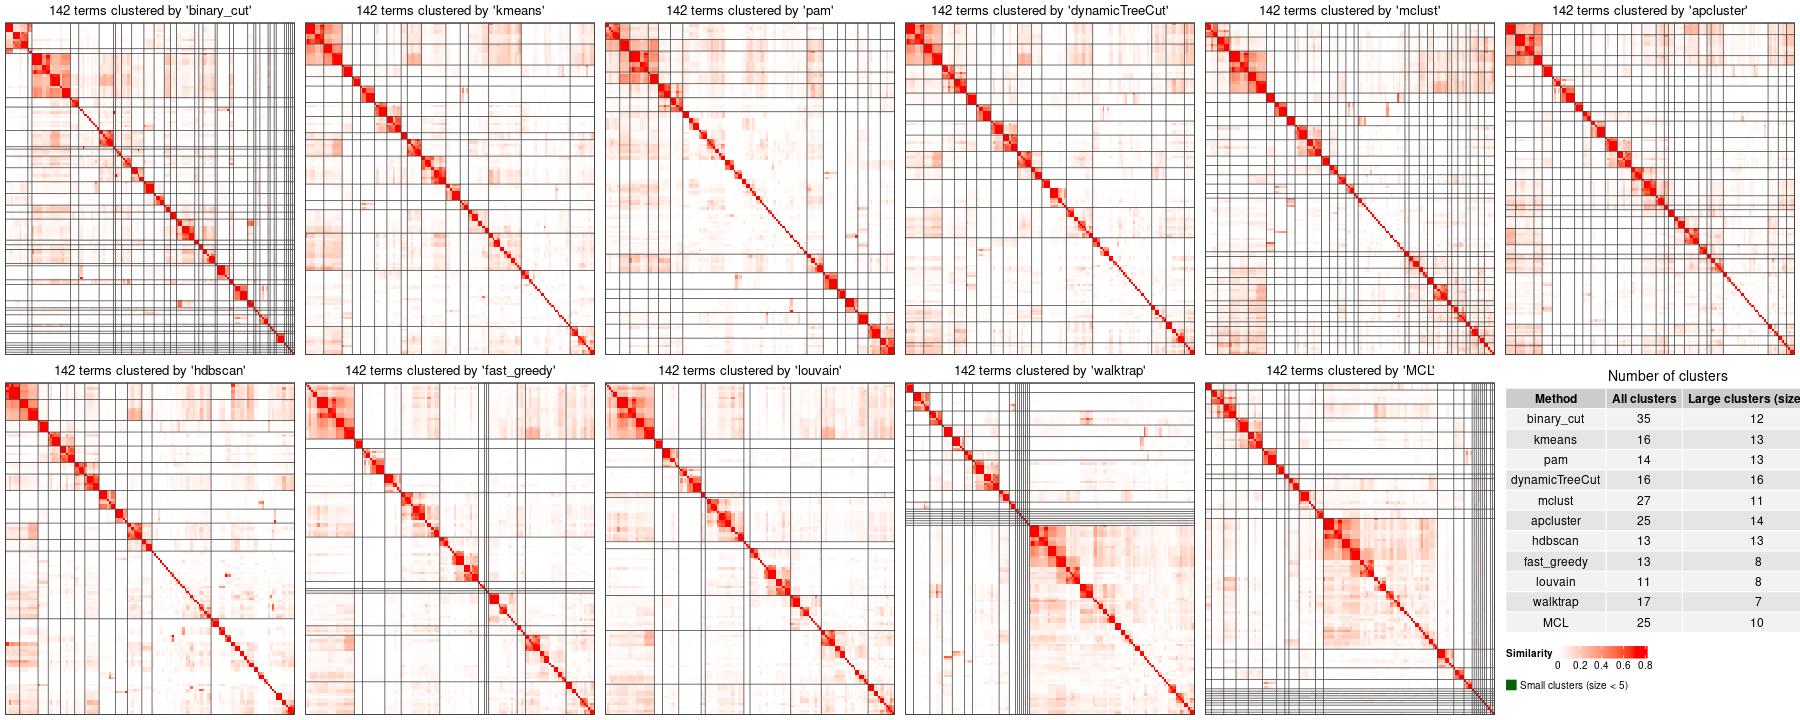 142 terms clustered by 'binary_cut'
142 terms clustered by 'kmeans'
142 terms clustered by 'pam'
142 terms clustered by 'dynamicTreeCut'
142 terms clustered by 'mclust'
142 terms clustered by 'apcluster'
142 terms clustered by 'hdbscan'
142 terms clustered by 'fast_greedy'
142 terms clustered by 'louvain'
142 terms clustered by 'walktrap'
142 terms clustered by 'MCL'
Number of clusters
Method All clusters Large clusters (size
binary_cut 35 12
kmeans 16 13
pam 14 13
dynamicTreeCut 16 16
mclust 27 11
apcluster 25 14
hdbscan 13 13
fast_greedy 13 8
louvain 11 8
walktrap 17 7
MCL 25 10
Similarity
0 0.2 0.4 0.6 0.8
Small clusters (size < 5)